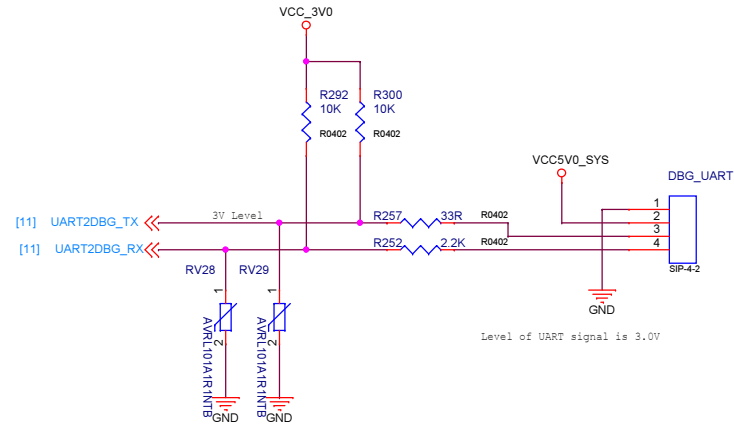 VCC_3V0
R292
10K
R0402
R300
10K
R0402
VCC5V0_SYS
DBG_UART
[11] UART2DBG_TX
3V Level
R257
33R
R0402
1
2
3
4
[11] UART2DBG_RX
R252
2.2K
R0402
SIP-4-2
RV28
RV29
1
1
2
2
AVRL101A1R1NTB
AVRL101A1R1NTB
GND
Level of UART signal is 3.0V
GND
GND